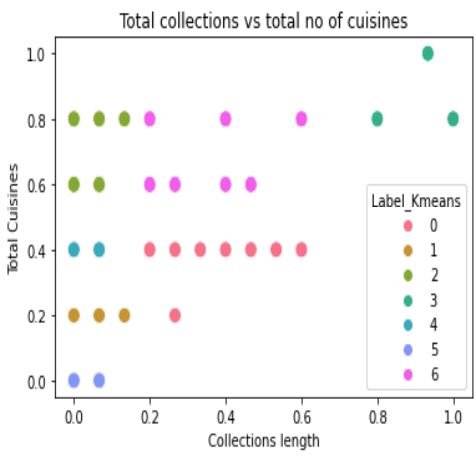 Total collections vs total no of cuisines
1.0
0.8
0.6
0.4
0.2
0.0
Total Cuisines
Label_Kmeans
0
1
2
3
4
5
6
0.0 0.2 0.4 0.6 0.8 1.0
Collections length